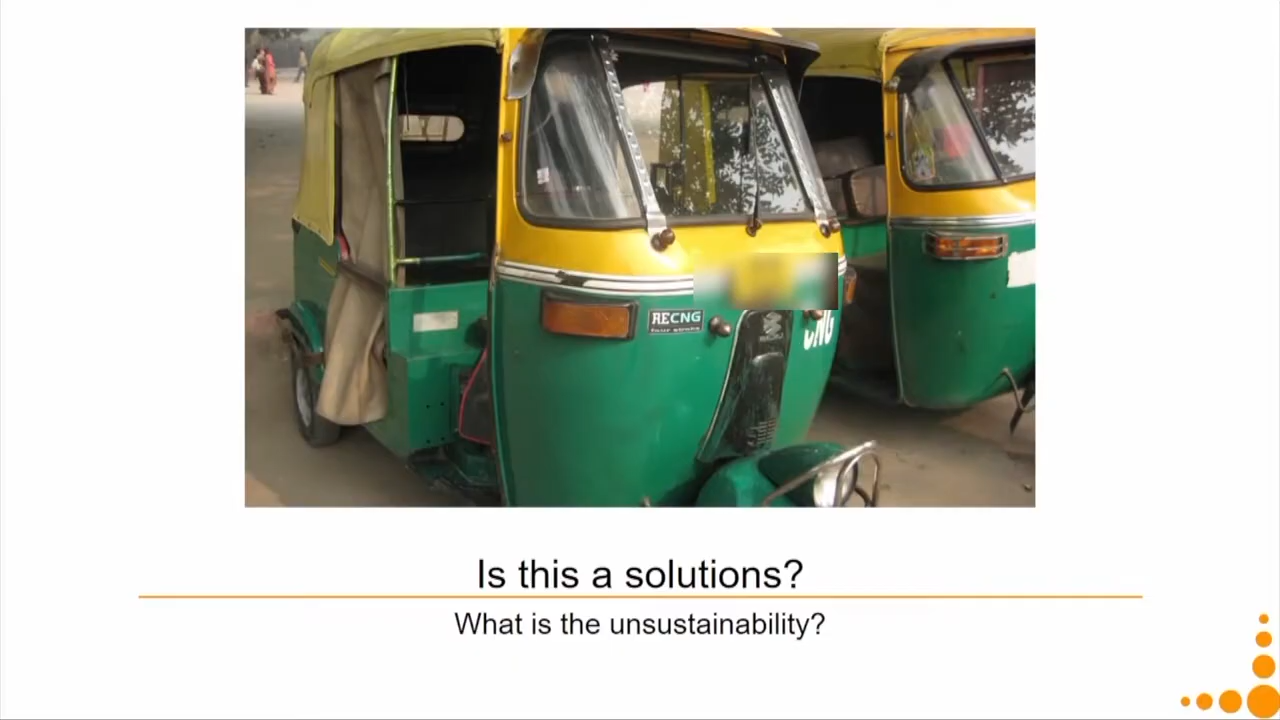 RECNG
CNG
Is this a solutions?
What is the unsustainability?